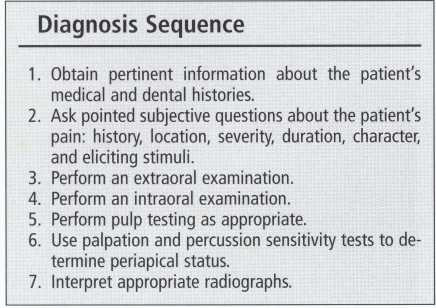 Diagnosis Sequence
1. Obtain pertinent information about the patient's
medical and dental histories.
2. Ask pointed subjective questions about the patient's
pain: history, location, severity, duration, character,
and eliciting stimuli.
3. Perform an extraoral examination.
4. Perform an intraoral examination.
5. Perform pulp testing as appropriate.
6. Use palpation and percussion sensitivity tests to de-
termine periapical status.
7. Interpret appropriate radiographs.